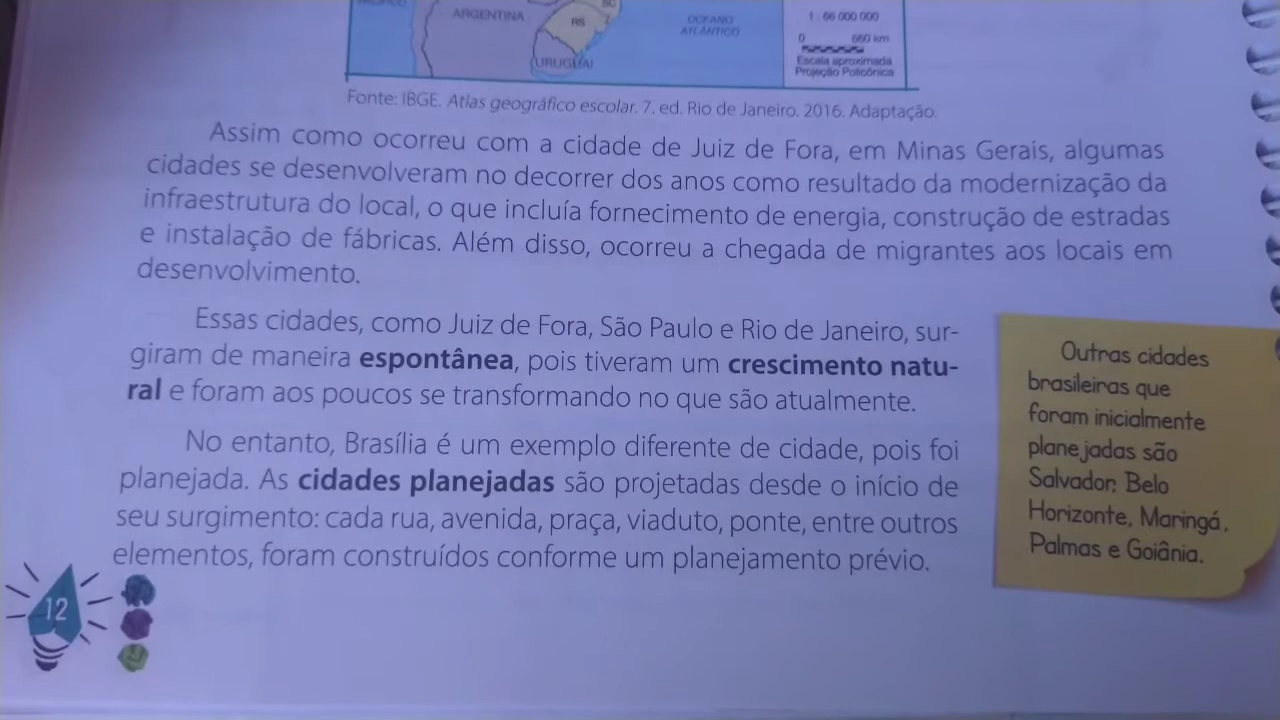 PACÍFICO
ARGENTINA
SC
RS
URUGUAI
OCEANO
ATLÂNTICO
1 : 66 000 000
0 660 km
Escala aproximada
Projeção Policônica
Fonte: IBGE. Atlas geográfico escolar. 7. ed. Rio de Janeiro. 2016. Adaptação.
Assim como ocorreu com a cidade de Juiz de Fora, em Minas Gerais, algumas
cidades se desenvolveram no decorrer dos anos como resultado da modernização da
infraestrutura do local, o que incluía fornecimento de energia, construção de estradas
e instalação de fábricas. Além disso, ocorreu a chegada de migrantes aos locais em
desenvolvimento.
Essas cidades, como Juiz de Fora, São Paulo e Rio de Janeiro, sur-
giram de maneira espontânea, pois tiveram um crescimento natu-
ral e foram aos poucos se transformando no que são atualmente.
No entanto, Brasília é um exemplo diferente de cidade, pois foi
planejada. As cidades planejadas são projetadas desde o início de
seu surgimento: cada rua, avenida, praça, viaduto, ponte, entre outros
elementos, foram construídos conforme um planejamento prévio.
Outras cidades
brasileiras que
foram inicialmente
planejadas são
Salvador, Belo
Horizonte, Maringá,
Palmas e Goiânia.
12